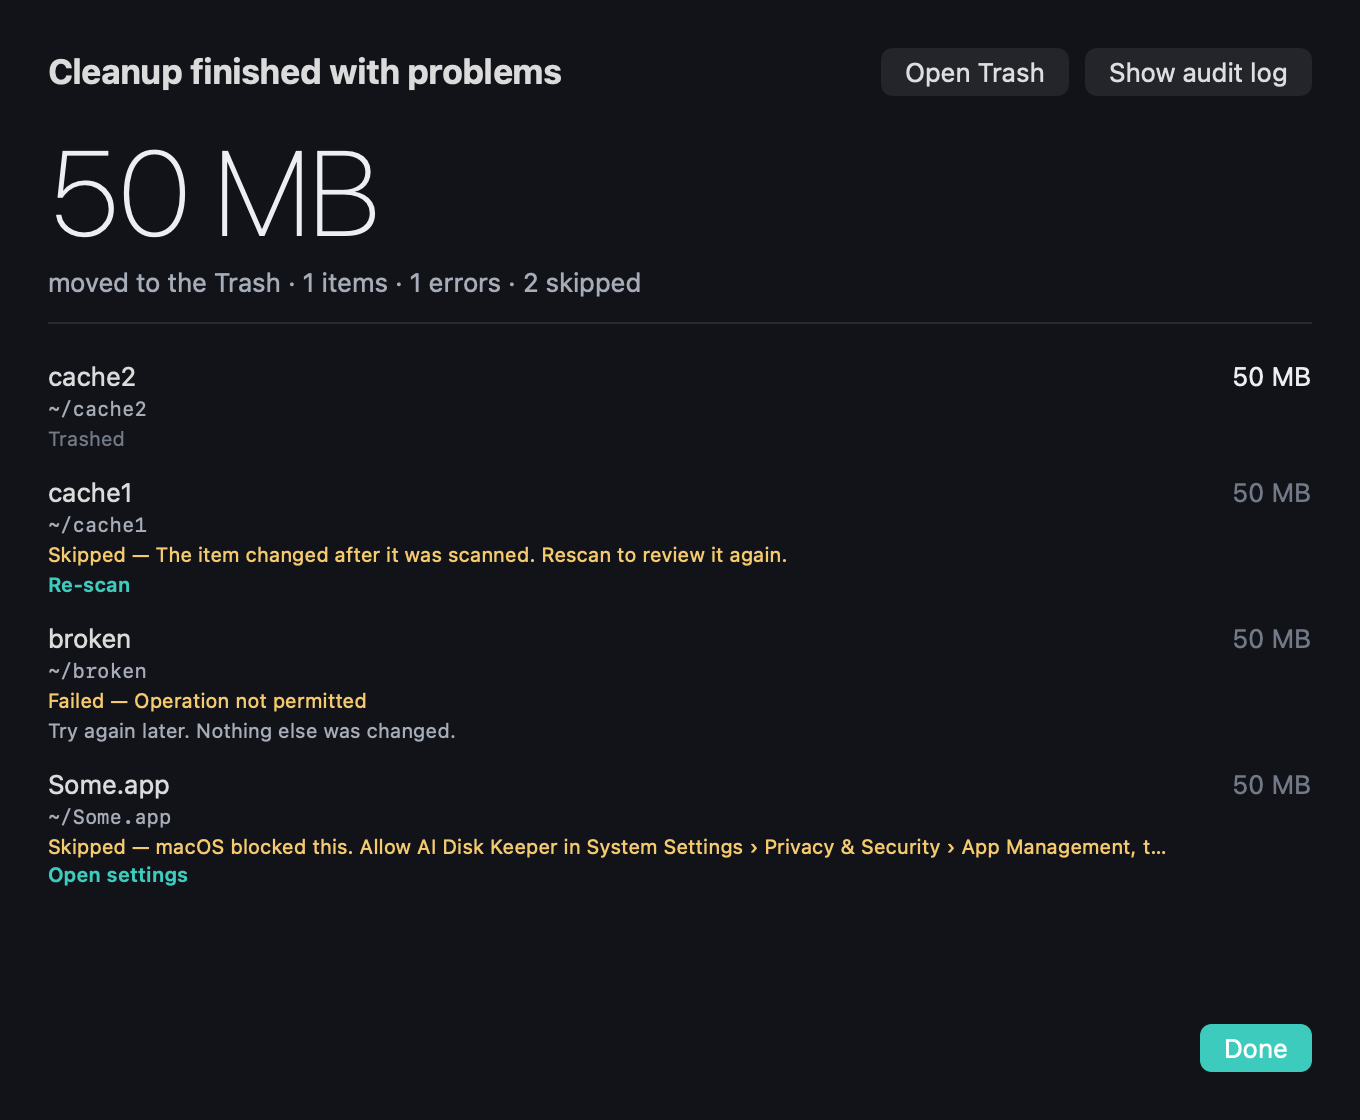 Cleanup finished with problems
Open Trash
Show audit log
50 MB
moved to the Trash · 1 items · 1 errors · 2 skipped
cache2
50 MB
~/cache2
Trashed
cache1
50 MB
~/cache1
Skipped — The item changed after it was scanned. Rescan to review it again.
Re-scan
broken
50 MB
~/broken
Failed — Operation not permitted
Try again later. Nothing else was changed.
Some.app
50 MB
~/Some.app
Skipped — macOS blocked this. Allow AI Disk Keeper in System Settings › Privacy & Security › App Management, t…
Open settings
Done